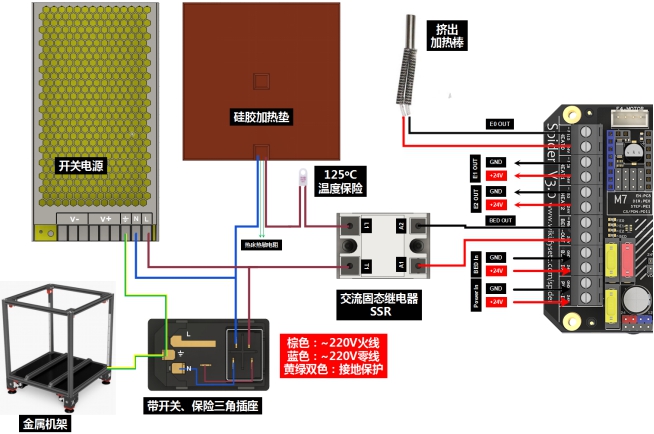 开关电源
V-
V+
N
L
硅胶加热垫
热床热敏电阻
125℃
温度保险
挤出
加热棒
E0 OUT
E1 OUT
GND
+24V
E2 OUT
GND
+24V
BED OUT
BED In
GND
+24V
Power In
GND
+24V
L1
A2
T1
A1
交流固态继电器
SSR
Spider V3.0
M7
L
N
带开关、保险三角插座
棕色：~220V火线
蓝色：~220V零线
黄绿双色：接地保护
金属机架